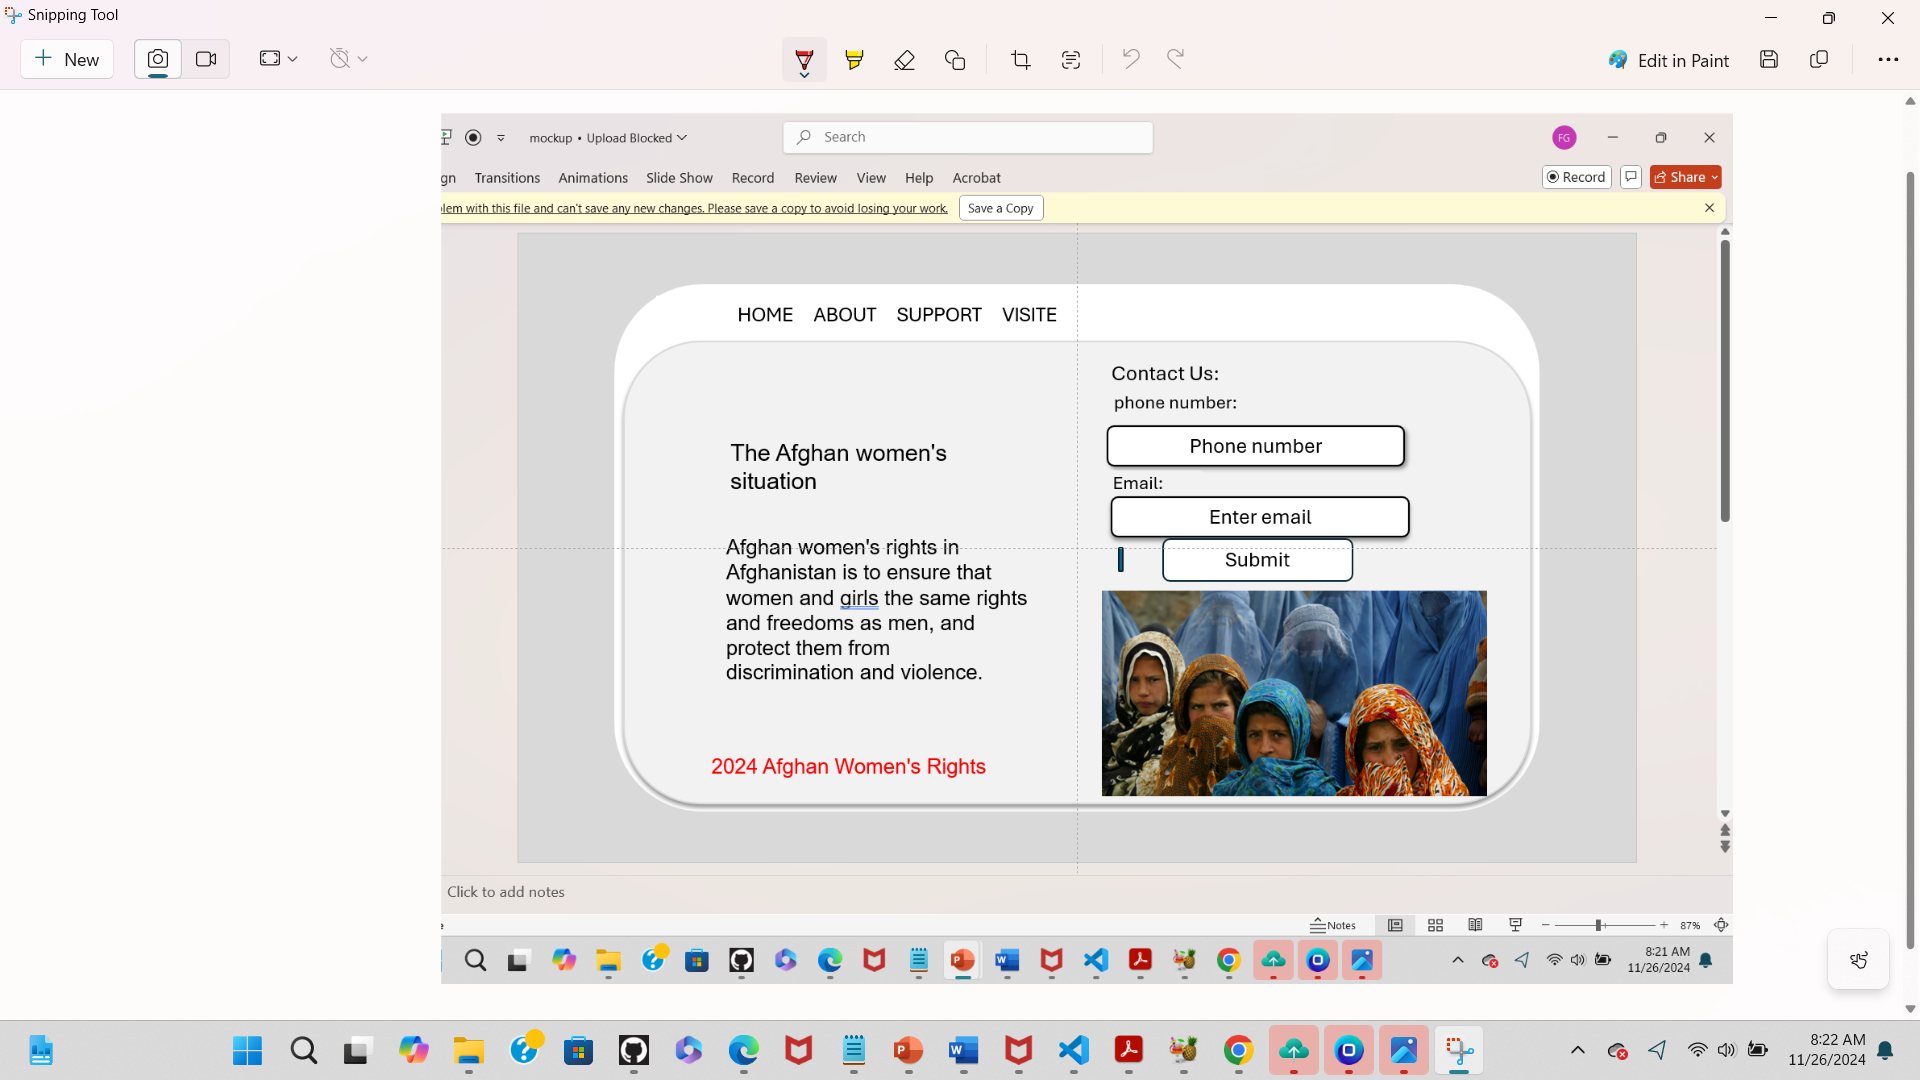 Snipping Tool
New
Edit in Paint
mockup • Upload Blocked
Search
FG
gn Transitions Animations Slide Show Record Review View Help Acrobat
Record
Share
lem with this file and can't save any new changes. Please save a copy to avoid losing your work.
Save a Copy
HOME ABOUT SUPPORT VISITE
Contact Us:
phone number:
Phone number
Email:
Enter email
Submit
The Afghan women's
situation
Afghan women's rights in
Afghanistan is to ensure that
women and girls the same rights
and freedoms as men, and
protect them from
discrimination and violence.
2024 Afghan Women's Rights
Click to add notes
Notes
87%
8:21 AM
11/26/2024
8:22 AM
11/26/2024